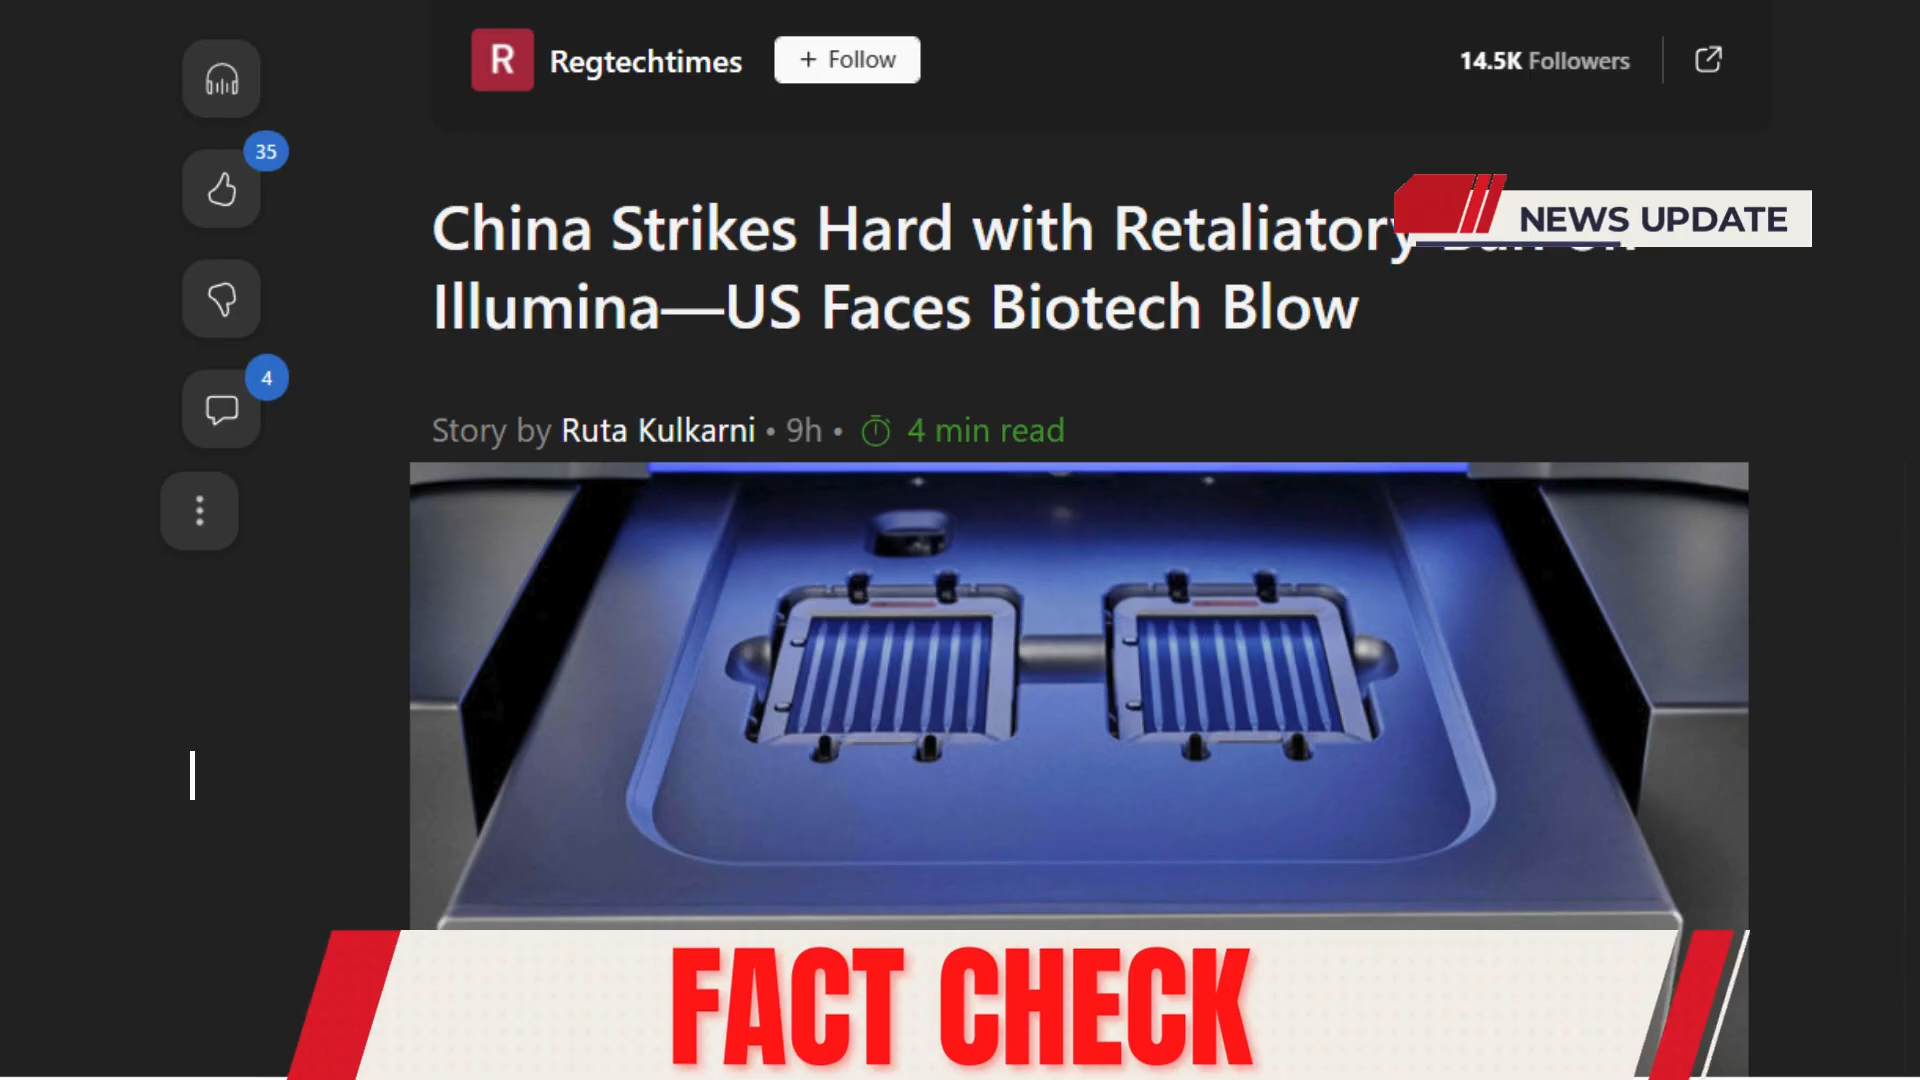 R Regtechtimes + Follow 14.5K Followers
35
China Strikes Hard with Retaliatory
NEWS UPDATE
Illumina—US Faces Biotech Blow
4
Story by Ruta Kulkarni • 9h • 4 min read
FACT CHECK